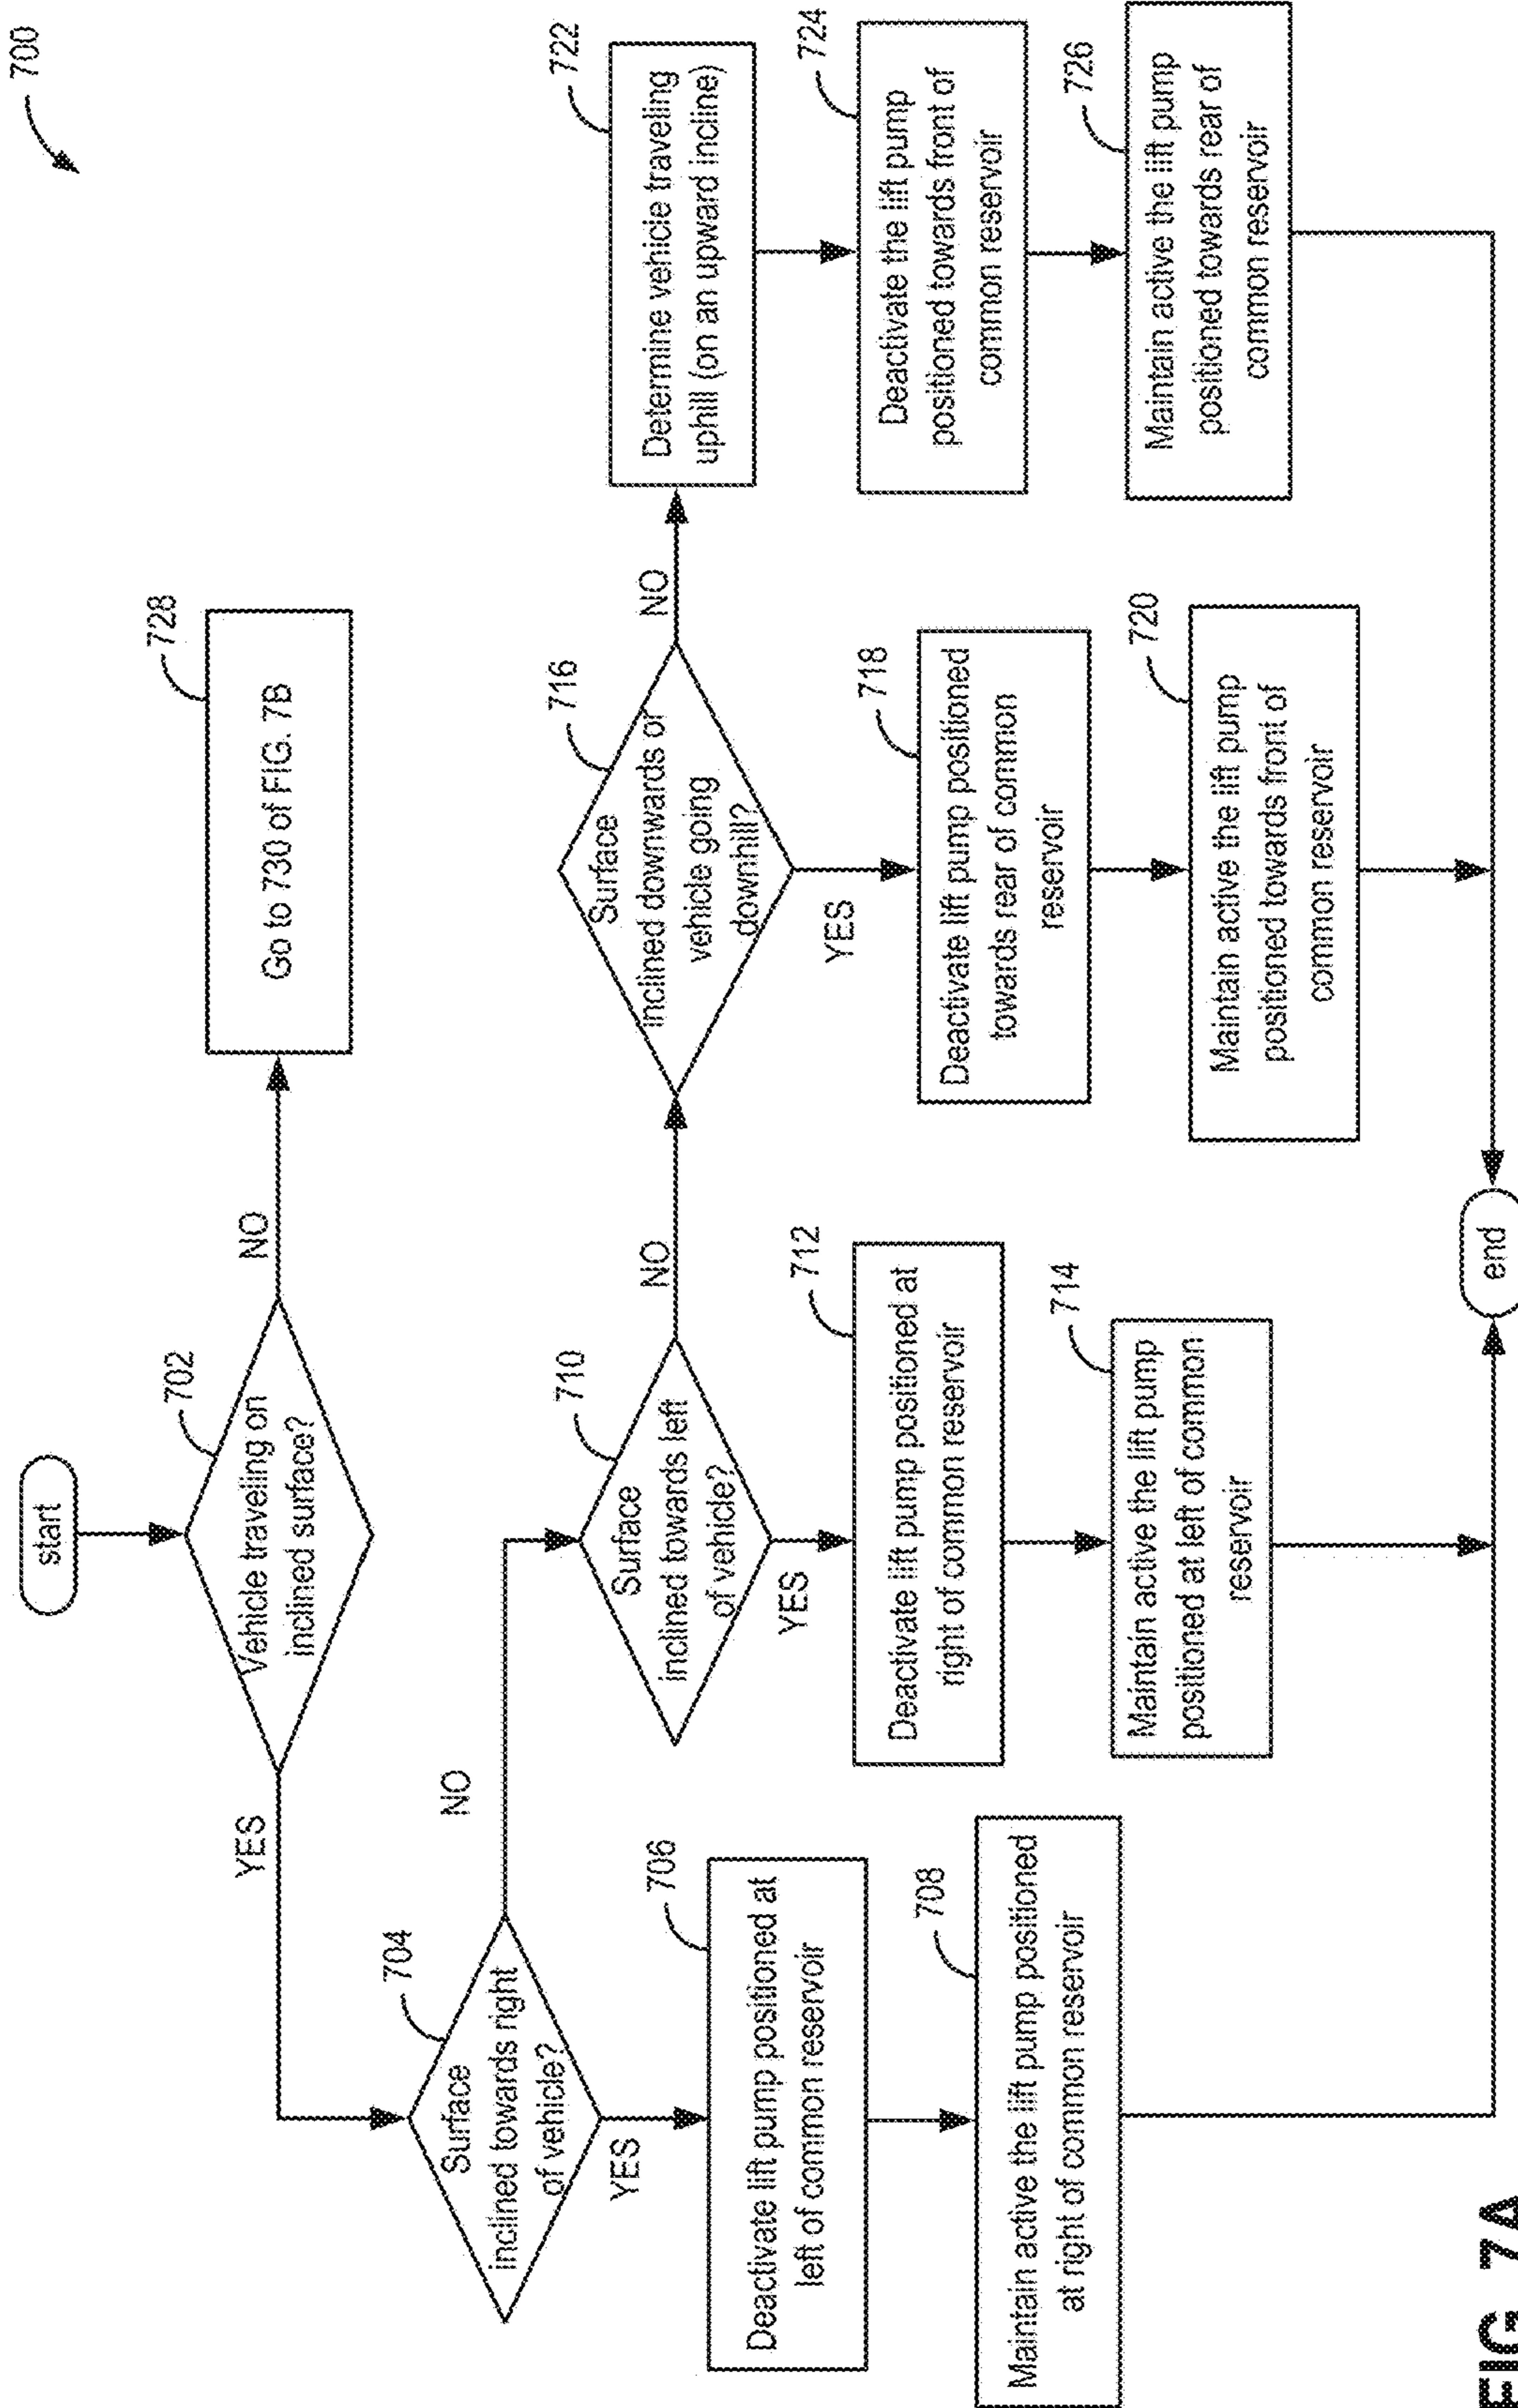 700
start
702
Vehicle traveling on
inclined surface?
YES
NO
728
Go to 730 of FIG. 7B
704
Surface
inclined towards right
of vehicle?
NO
YES
706
Deactivate lift pump positioned at
left of common reservoir
708
Maintain active the lift pump positioned
at right of common reservoir
710
Surface
inclined towards left
of vehicle?
NO
YES
712
Deactivate lift pump positioned at
right of common reservoir
714
Maintain active the lift pump
positioned at left of common
reservoir
716
Surface
inclined downwards or
vehicle going
downhill?
NO
YES
718
Deactivate lift pump positioned
towards rear of common
reservoir
720
Maintain active the lift pump
positioned towards front of
common reservoir
722
Determine vehicle traveling
uphill (on an upward incline)
724
Deactivate the lift pump
positioned towards front of
common reservoir
726
Maintain active the lift pump
positioned towards rear of
common reservoir
end
FIG. 7A